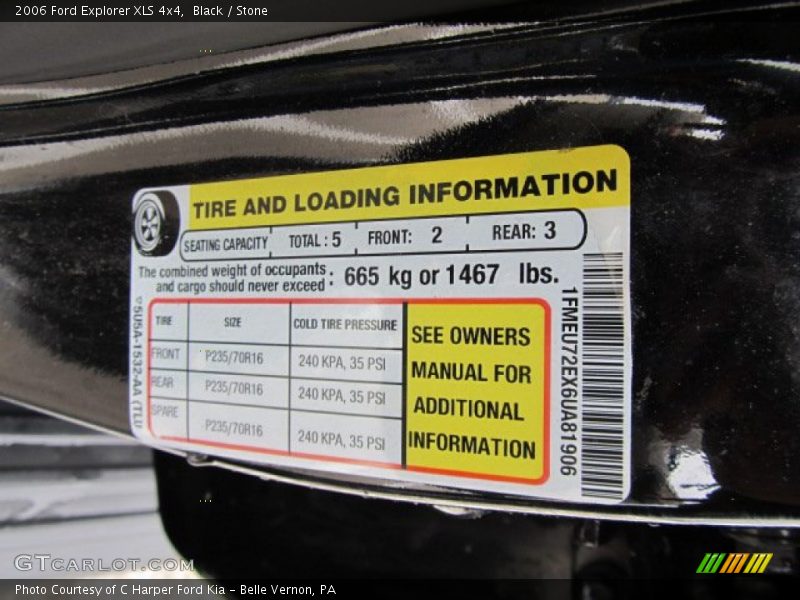 2006 Ford Explorer XLS 4x4,  Black / Stone
TIRE AND LOADING INFORMATION
SEATING CAPACITY TOTAL : 5 FRONT: 2 REAR: 3
The combined weight of occupants
and cargo should never exceed : 665 kg or 1467 lbs.
TIRE SIZE COLD TIRE PRESSURE
FRONT P235/70R16 240 KPA, 35 PSI
REAR P235/70R16 240 KPA, 35 PSI
SPARE P235/70R16 240 KPA, 35 PSI
SEE OWNERS
MANUAL FOR
ADDITIONAL
INFORMATION
5U5A-1532-AA (TLU
1FMEU72EX6UA81906
GTCARLOT.COM
Photo Courtesy of C Harper Ford Kia - Belle Vernon, PA